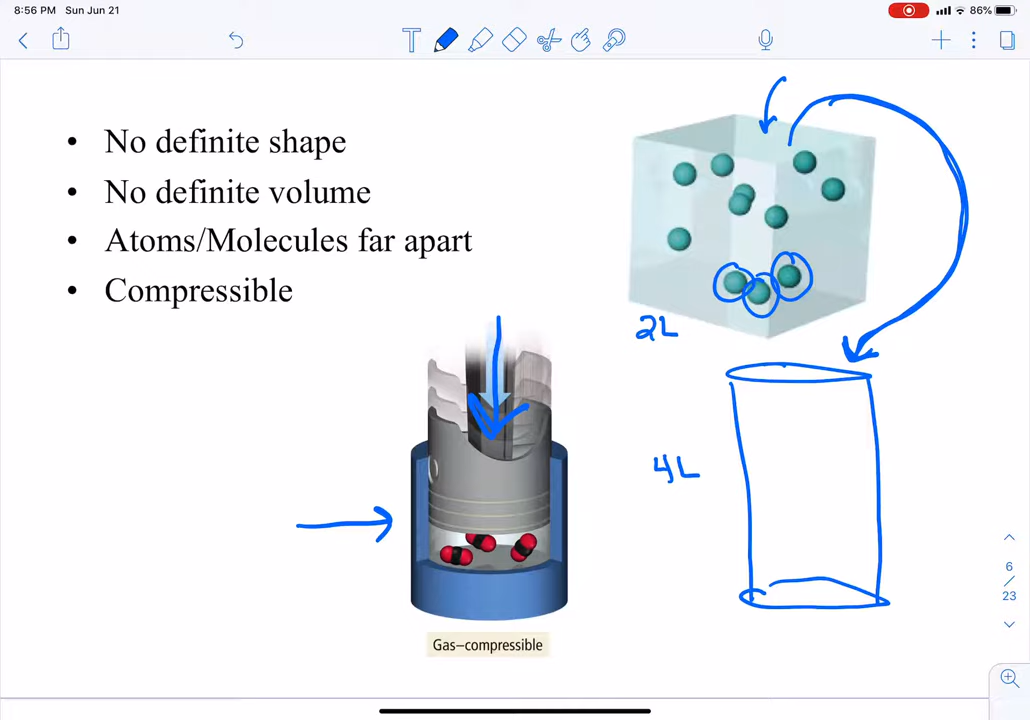 8:56 PM Sun Jun 21
86%
• No definite shape
• No definite volume
• Atoms/Molecules far apart
• Compressible
2L
4L
Gas–compressible
6
/
23